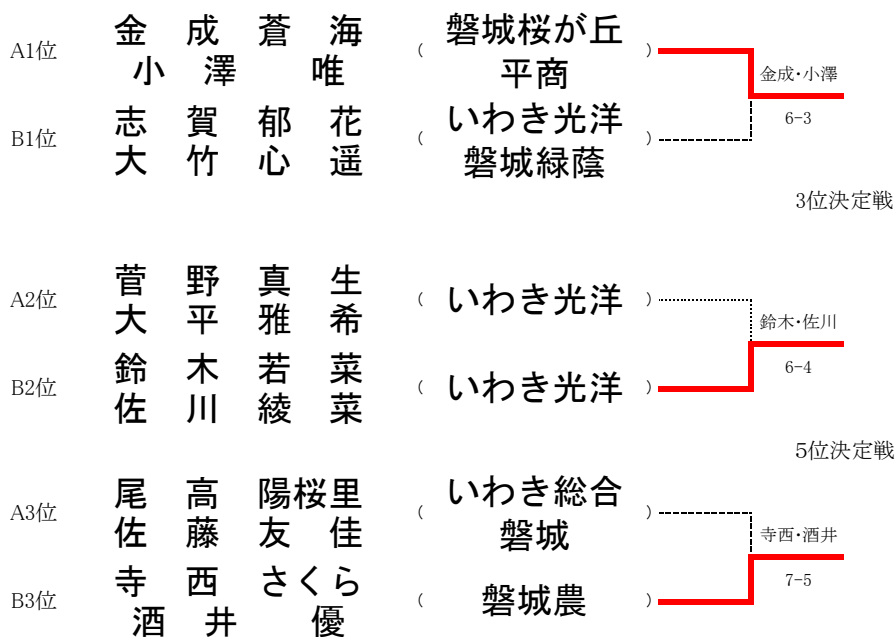 金成蒼海 磐城桜が丘
A1位 ( )
小澤唯 平商
金成・小澤
6-3
志賀郁花 いわき光洋
B1位 ( )
大竹心遥 磐城緑蔭
3位決定戦
菅野真生
A2位 ( いわき光洋 )
大平雅希
鈴木・佐川
6-4
鈴木若菜
B2位 ( いわき光洋 )
佐川綾菜
5位決定戦
尾高陽桜里 いわき総合
A3位 ( )
佐藤友佳 磐城
寺西・酒井
7-5
寺西さくら
B3位 ( 磐城農 )
酒井優